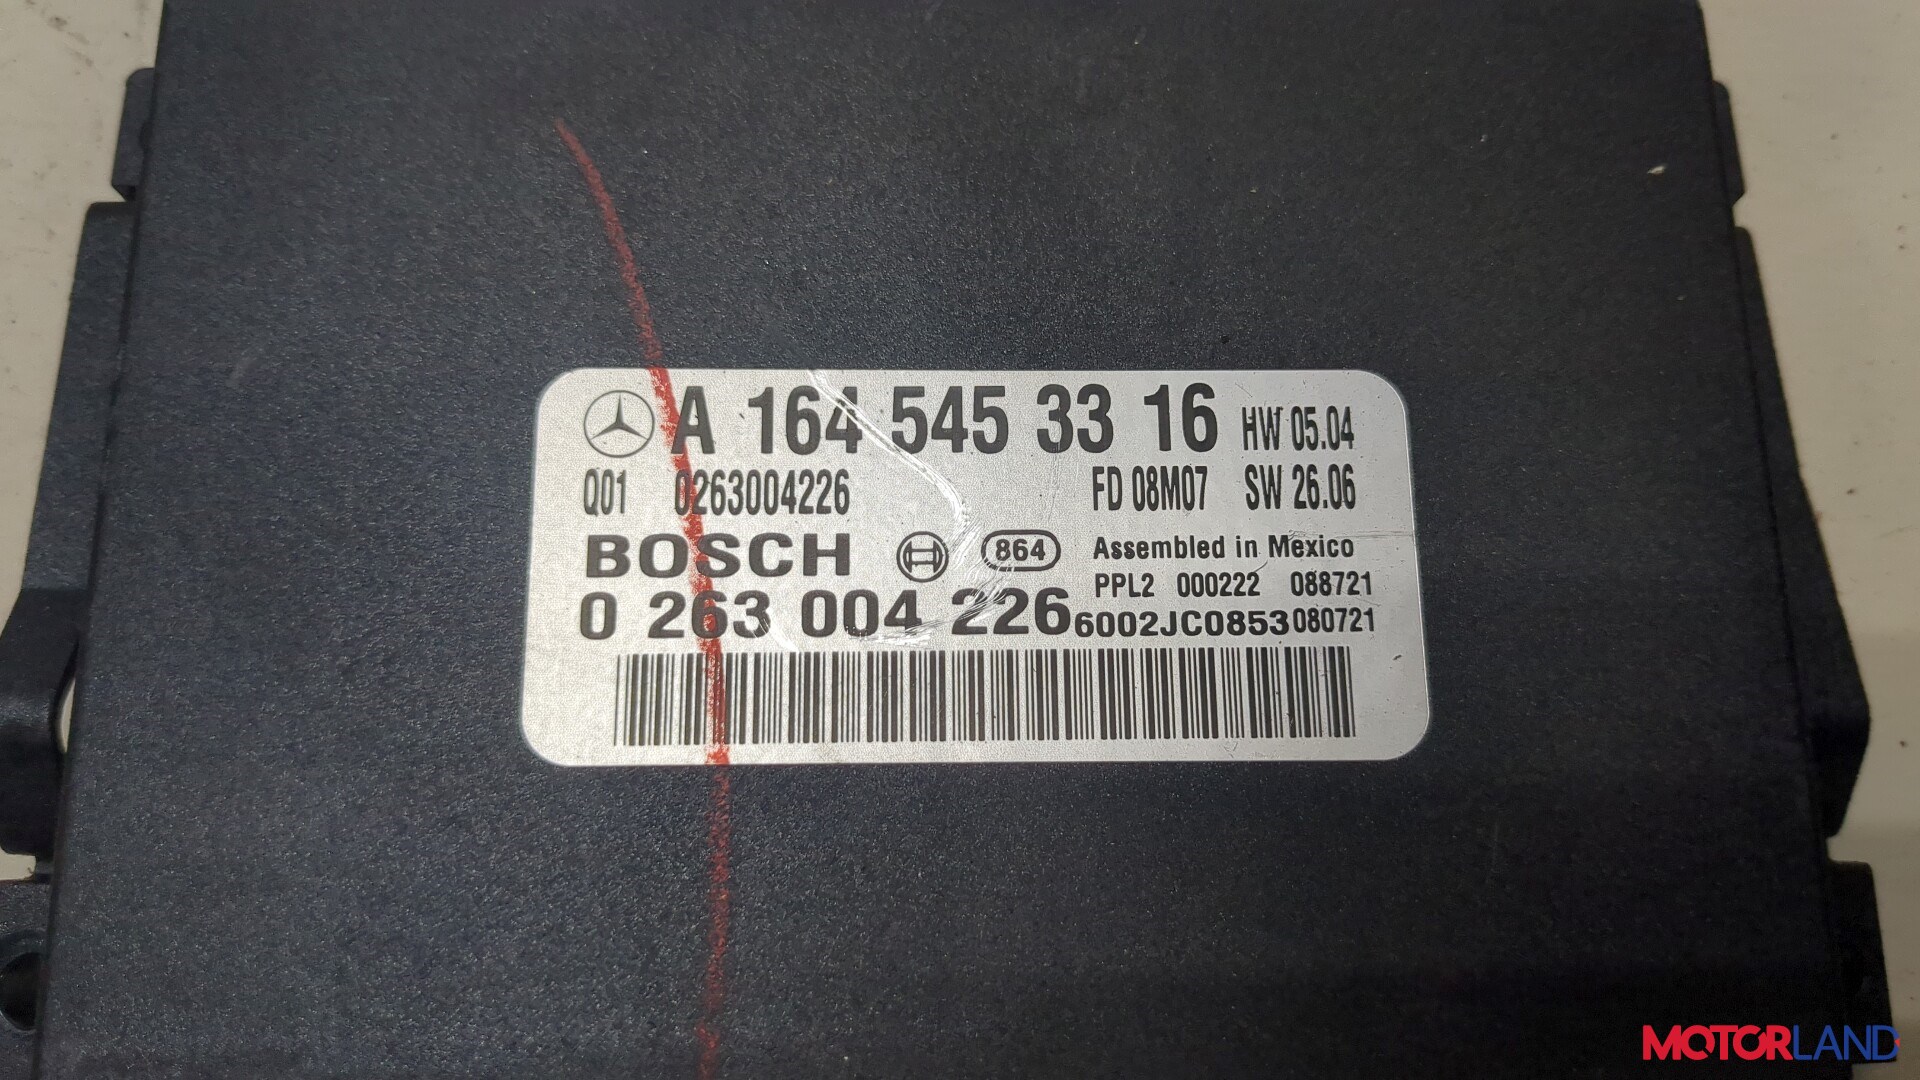 A 164 545 33 16 HW 05.04
Q01 0263004226 FD 08M07 SW 26.06
BOSCH 864 Assembled in Mexico
PPL2 000222 088721
0 263 004 226 6002JC0853 080721
MOTORLAND